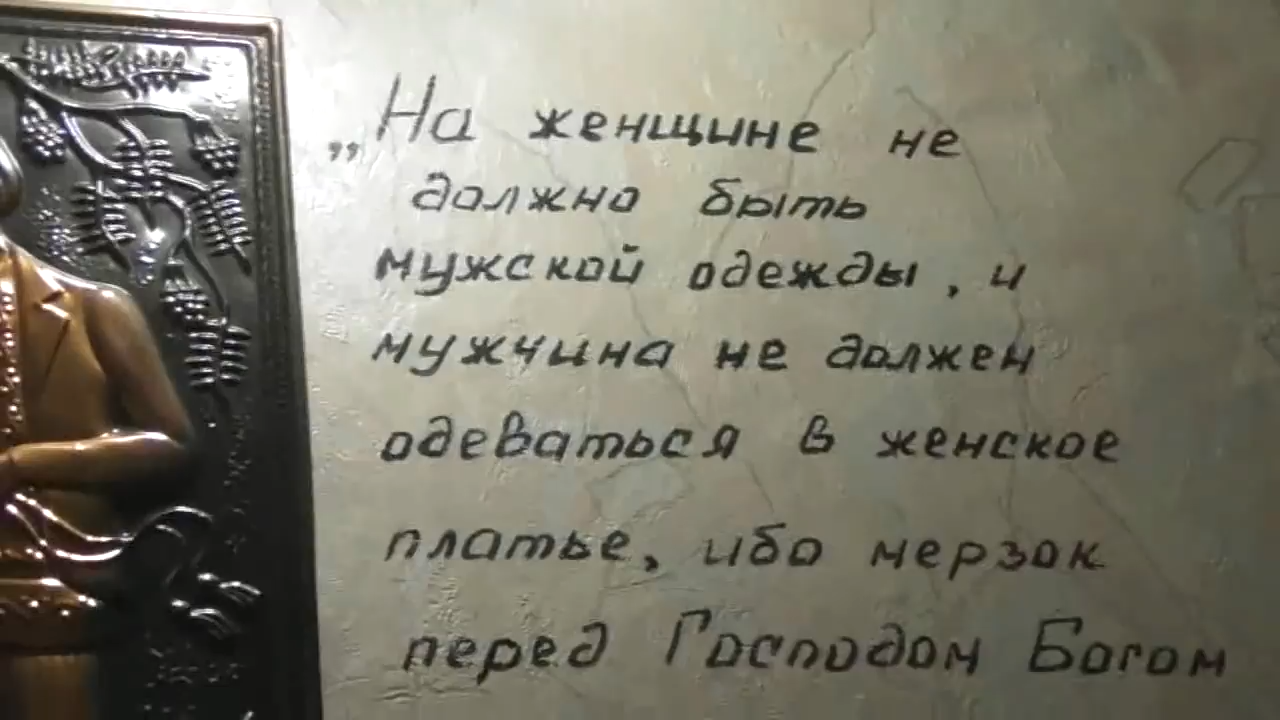 „На женщине не
должно быть
мужской одежды, и
мужчина не должен
одеваться в женское
платье, ибо мерзок
перед Господом Богом